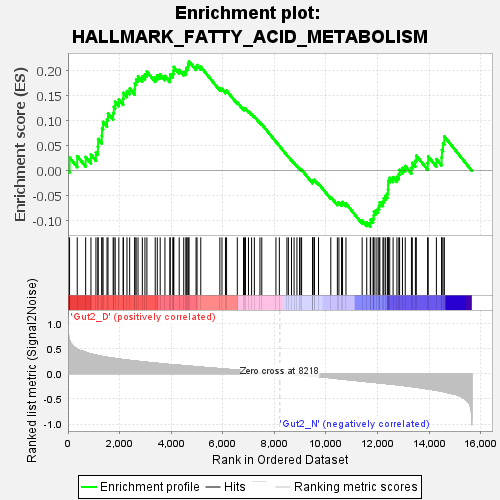 Enrichment plot:
HALLMARK_FATTY_ACID_METABOLISM
Enrichment score (ES)
0.20
0.15
0.10
0.05
0.00
-0.05
-0.10
Ranked list metric (Signal2Noise)
'Gut2_D' (positively correlated)
1.0
0.5
0.0
-0.5
-1.0
Zero cross at 8218
'Gut2_N' (negatively correlated)
0
2,000
4,000
6,000
8,000
10,000
12,000
14,000
16,000
Rank in Ordered Dataset
Enrichment profile
Hits
Ranking metric scores